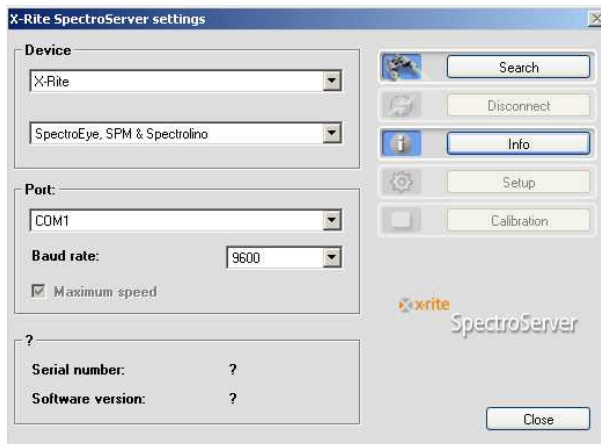 X-Rite SpectroServer settings
Device
X-Rite
SpectroEye, SPM & Spectrolino
Port:
COM1
Baud rate: 9600
Maximum speed
?
Serial number: ?
Software version: ?
Search
Disconnect
Info
Setup
Calibration
x-rite
SpectroServer
Close